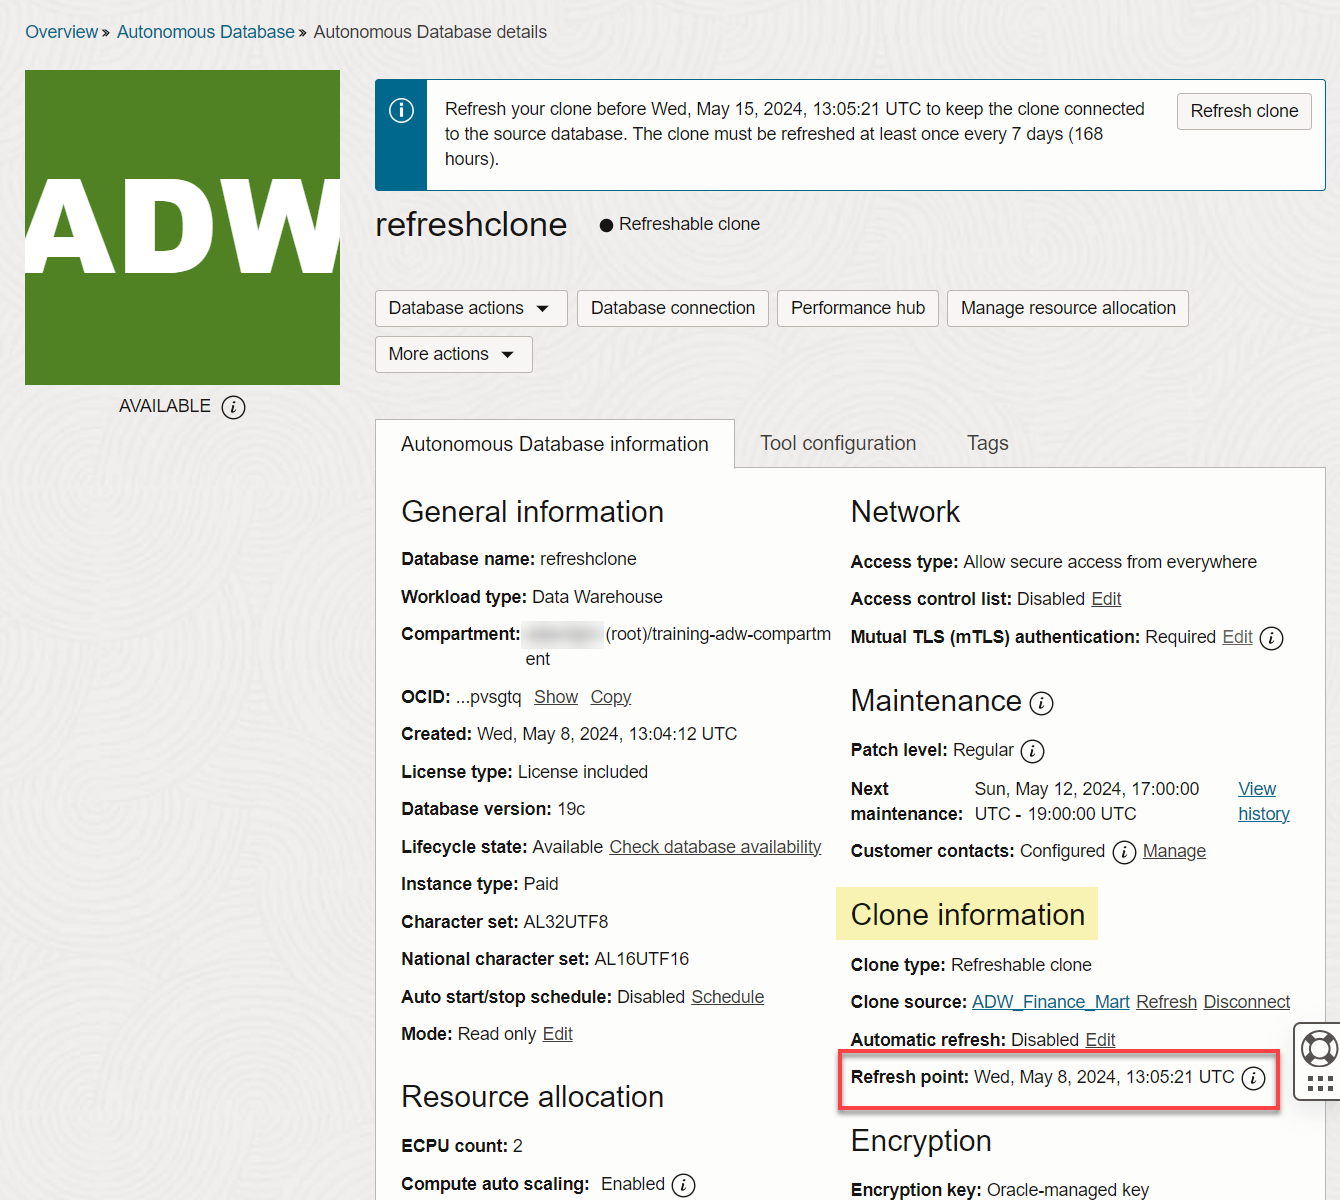 Overview » Autonomous Database » Autonomous Database details
ADW
AVAILABLE
Refresh your clone before Wed, May 15, 2024, 13:05:21 UTC to keep the clone connected
to the source database. The clone must be refreshed at least once every 7 days (168
hours).
Refresh clone
refreshclone
Refreshable clone
Database actions
Database connection
Performance hub
Manage resource allocation
More actions
Autonomous Database information
Tool configuration
Tags
General information
Database name: refreshclone
Workload type: Data Warehouse
Compartment: (root)/training-adw-compartm
ent
OCID: ...pvsgtq Show Copy
Created: Wed, May 8, 2024, 13:04:12 UTC
License type: License included
Database version: 19c
Lifecycle state: Available Check database availability
Instance type: Paid
Character set: AL32UTF8
National character set: AL16UTF16
Auto start/stop schedule: Disabled Schedule
Mode: Read only Edit
Resource allocation
ECPU count: 2
Compute auto scaling: Enabled
Network
Access type: Allow secure access from everywhere
Access control list: Disabled Edit
Mutual TLS (mTLS) authentication: Required Edit
Maintenance
Patch level: Regular
Next Sun, May 12, 2024, 17:00:00 View
maintenance: UTC - 19:00:00 UTC history
Customer contacts: Configured Manage
Clone information
Clone type: Refreshable clone
Clone source: ADW_Finance_Mart Refresh Disconnect
Automatic refresh: Disabled Edit
Refresh point: Wed, May 8, 2024, 13:05:21 UTC
Encryption
Encryption key: Oracle-managed key